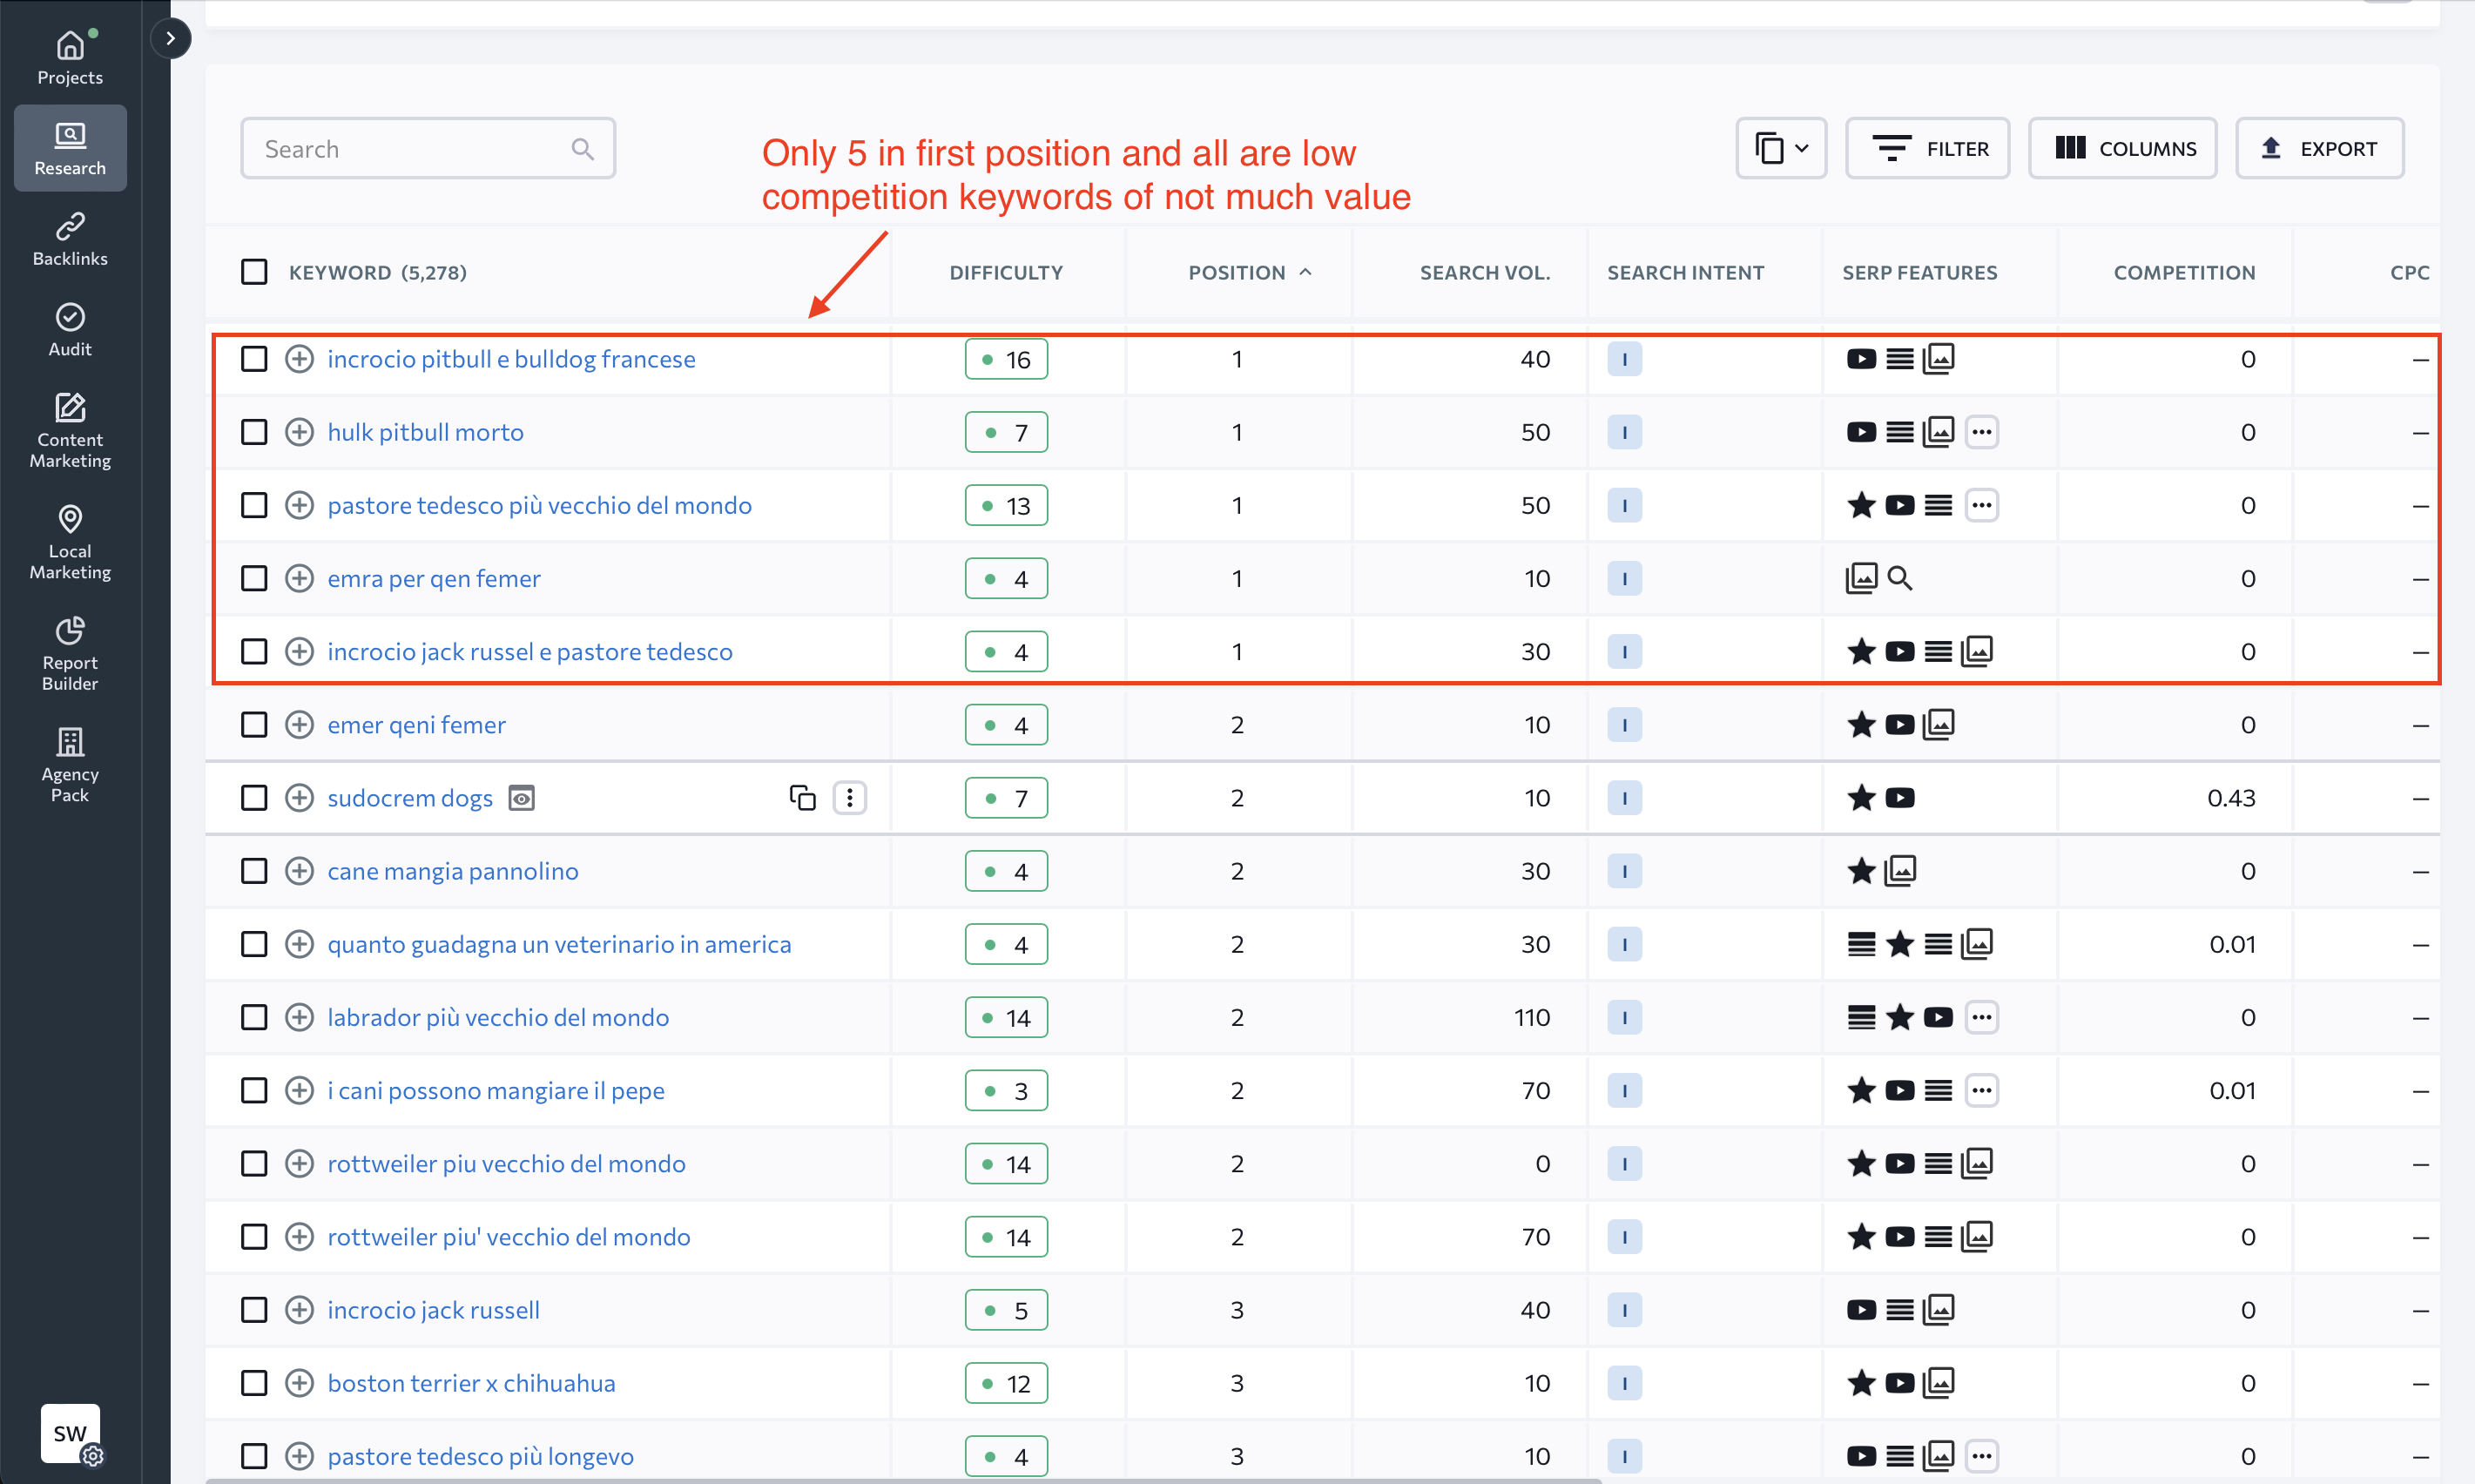 Projects
Research
Backlinks
Audit
Content
Marketing
Local
Marketing
Report
Builder
Agency
Pack
SW
Search
Only 5 in first position and all are low
competition keywords of not much value
FILTER
COLUMNS
EXPORT
KEYWORD (5,278) DIFFICULTY POSITION SEARCH VOL. SEARCH INTENT SERP FEATURES COMPETITION CPC
incrocio pitbull e bulldog francese 16 1 40 I 0 –
hulk pitbull morto 7 1 50 I 0 –
pastore tedesco più vecchio del mondo 13 1 50 I 0 –
emra per qen femer 4 1 10 I 0 –
incrocio jack russel e pastore tedesco 4 1 30 I 0 –
emer qeni femer 4 2 10 I 0 –
sudocrem dogs 7 2 10 I 0.43 –
cane mangia pannolino 4 2 30 I 0 –
quanto guadagna un veterinario in america 4 2 30 I 0.01 –
labrador più vecchio del mondo 14 2 110 I 0 –
i cani possono mangiare il pepe 3 2 70 I 0.01 –
rottweiler piu vecchio del mondo 14 2 0 I 0 –
rottweiler piu' vecchio del mondo 14 2 70 I 0 –
incrocio jack russell 5 3 40 I 0 –
boston terrier x chihuahua 12 3 10 I 0 –
pastore tedesco più longevo 4 3 10 I 0 –